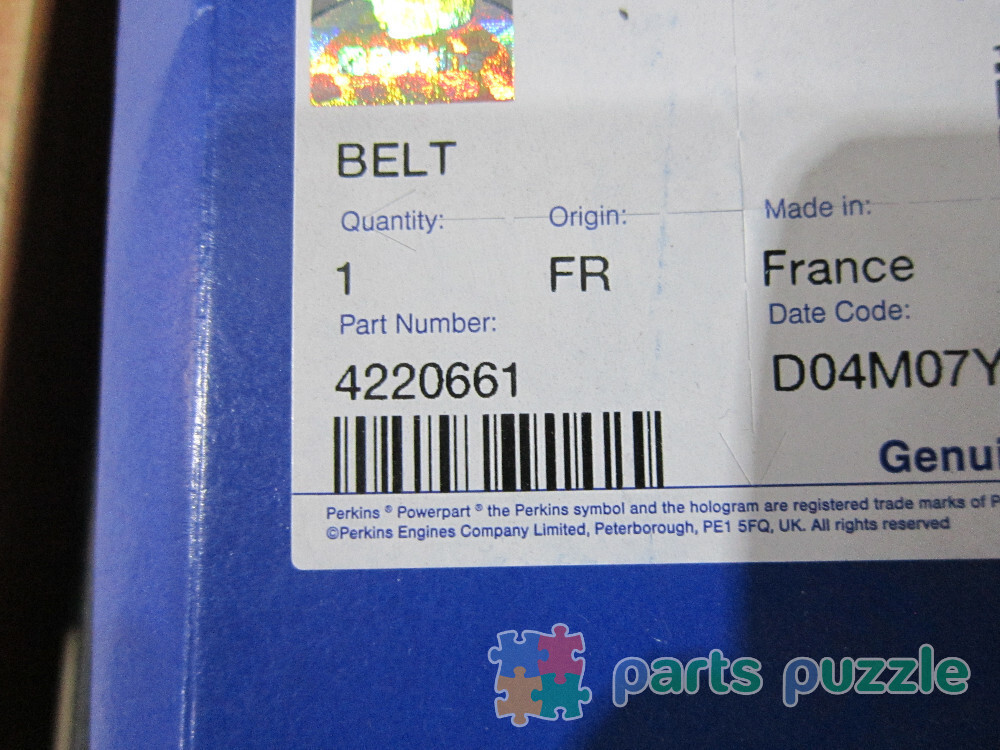 BELT
Quantity: Origin: Made in:
1 FR France
Part Number: Date Code:
4220661 D04M07Y
Genui
Perkins ® Powerpart ® the Perkins symbol and the hologram are registered trade marks of P
©Perkins Engines Company Limited, Peterborough, PE1 5FQ, UK. All rights reserved
parts puzzle